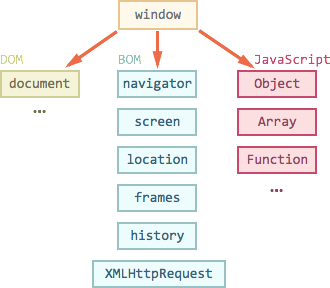 window
DOM
BOM
JavaScript
document
navigator
Object
...
screen
Array
location
Function
frames
...
history
XMLHttpRequest